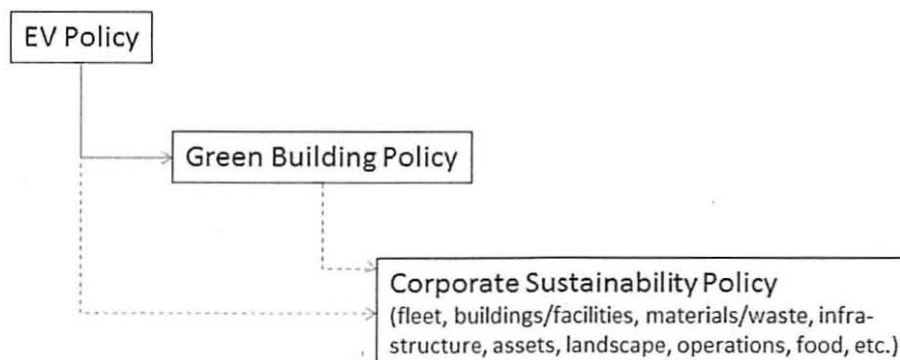 EV Policy
Green Building Policy
Corporate Sustainability Policy
(fleet, buildings/facilities, materials/waste, infra-
structure, assets, landscape, operations, food, etc.)